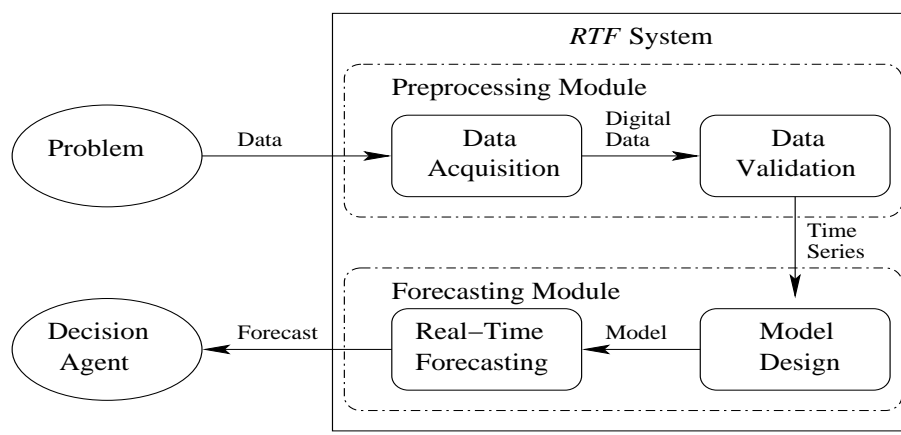 RTF System
Preprocessing Module
Problem
Data
Data
Acquisition
Digital
Data
Data
Validation
Time
Series
Forecasting Module
Decision
Agent
Forecast
Real−Time
Forecasting
Model
Model
Design